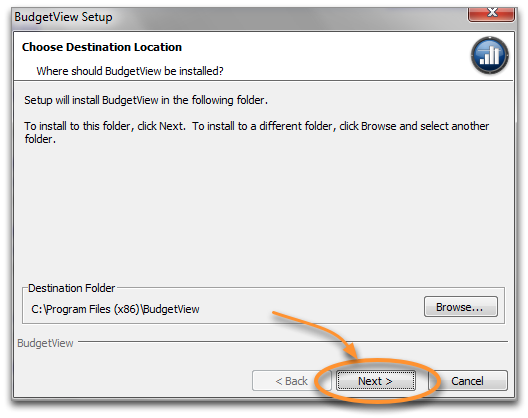 BudgetView Setup
Choose Destination Location
Where should BudgetView be installed?
Setup will install BudgetView in the following folder.
To install to this folder, click Next. To install to a different folder, click Browse and select another
folder.
Destination Folder
C:\Program Files (x86)\BudgetView
Browse...
BudgetView
< Back
Next >
Cancel